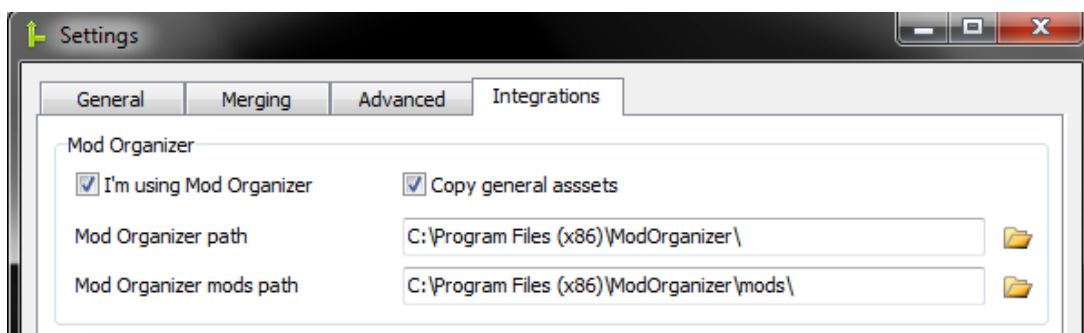 Settings
General Merging Advanced Integrations
Mod Organizer
I'm using Mod Organizer Copy general asssets
Mod Organizer path C:\Program Files (x86)\ModOrganizer\
Mod Organizer mods path C:\Program Files (x86)\ModOrganizer\mods\